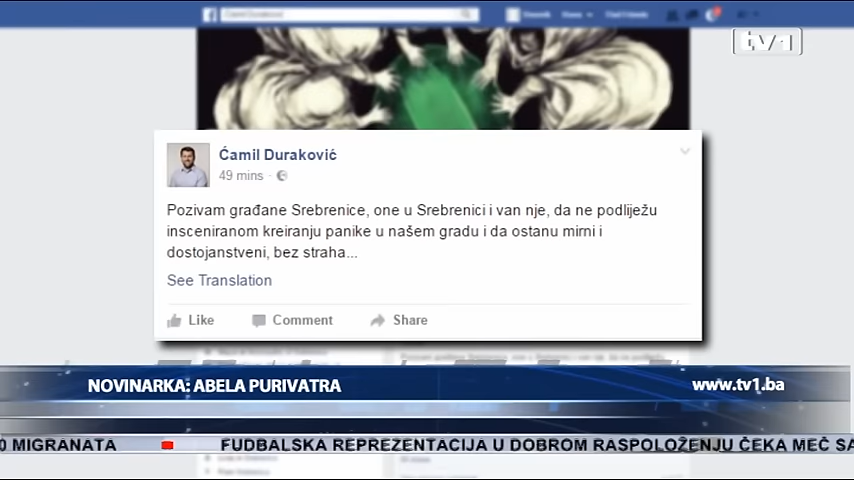 tv1
Ćamil Duraković
49 mins ·
Pozivam građane Srebrenice, one u Srebrenici i van nje, da ne podliježu
insceniranom kreiranju panike u našem gradu i da ostanu mirni i
dostojanstveni, bez straha...
See Translation
Like Comment Share
NOVINARKA: ABELA PURIVATRA www.tv1.ba
0 MIGRANATA FUDBALSKA REPREZENTACIJA U DOBROM RASPOLOŽENJU ČEKA MEČ SA